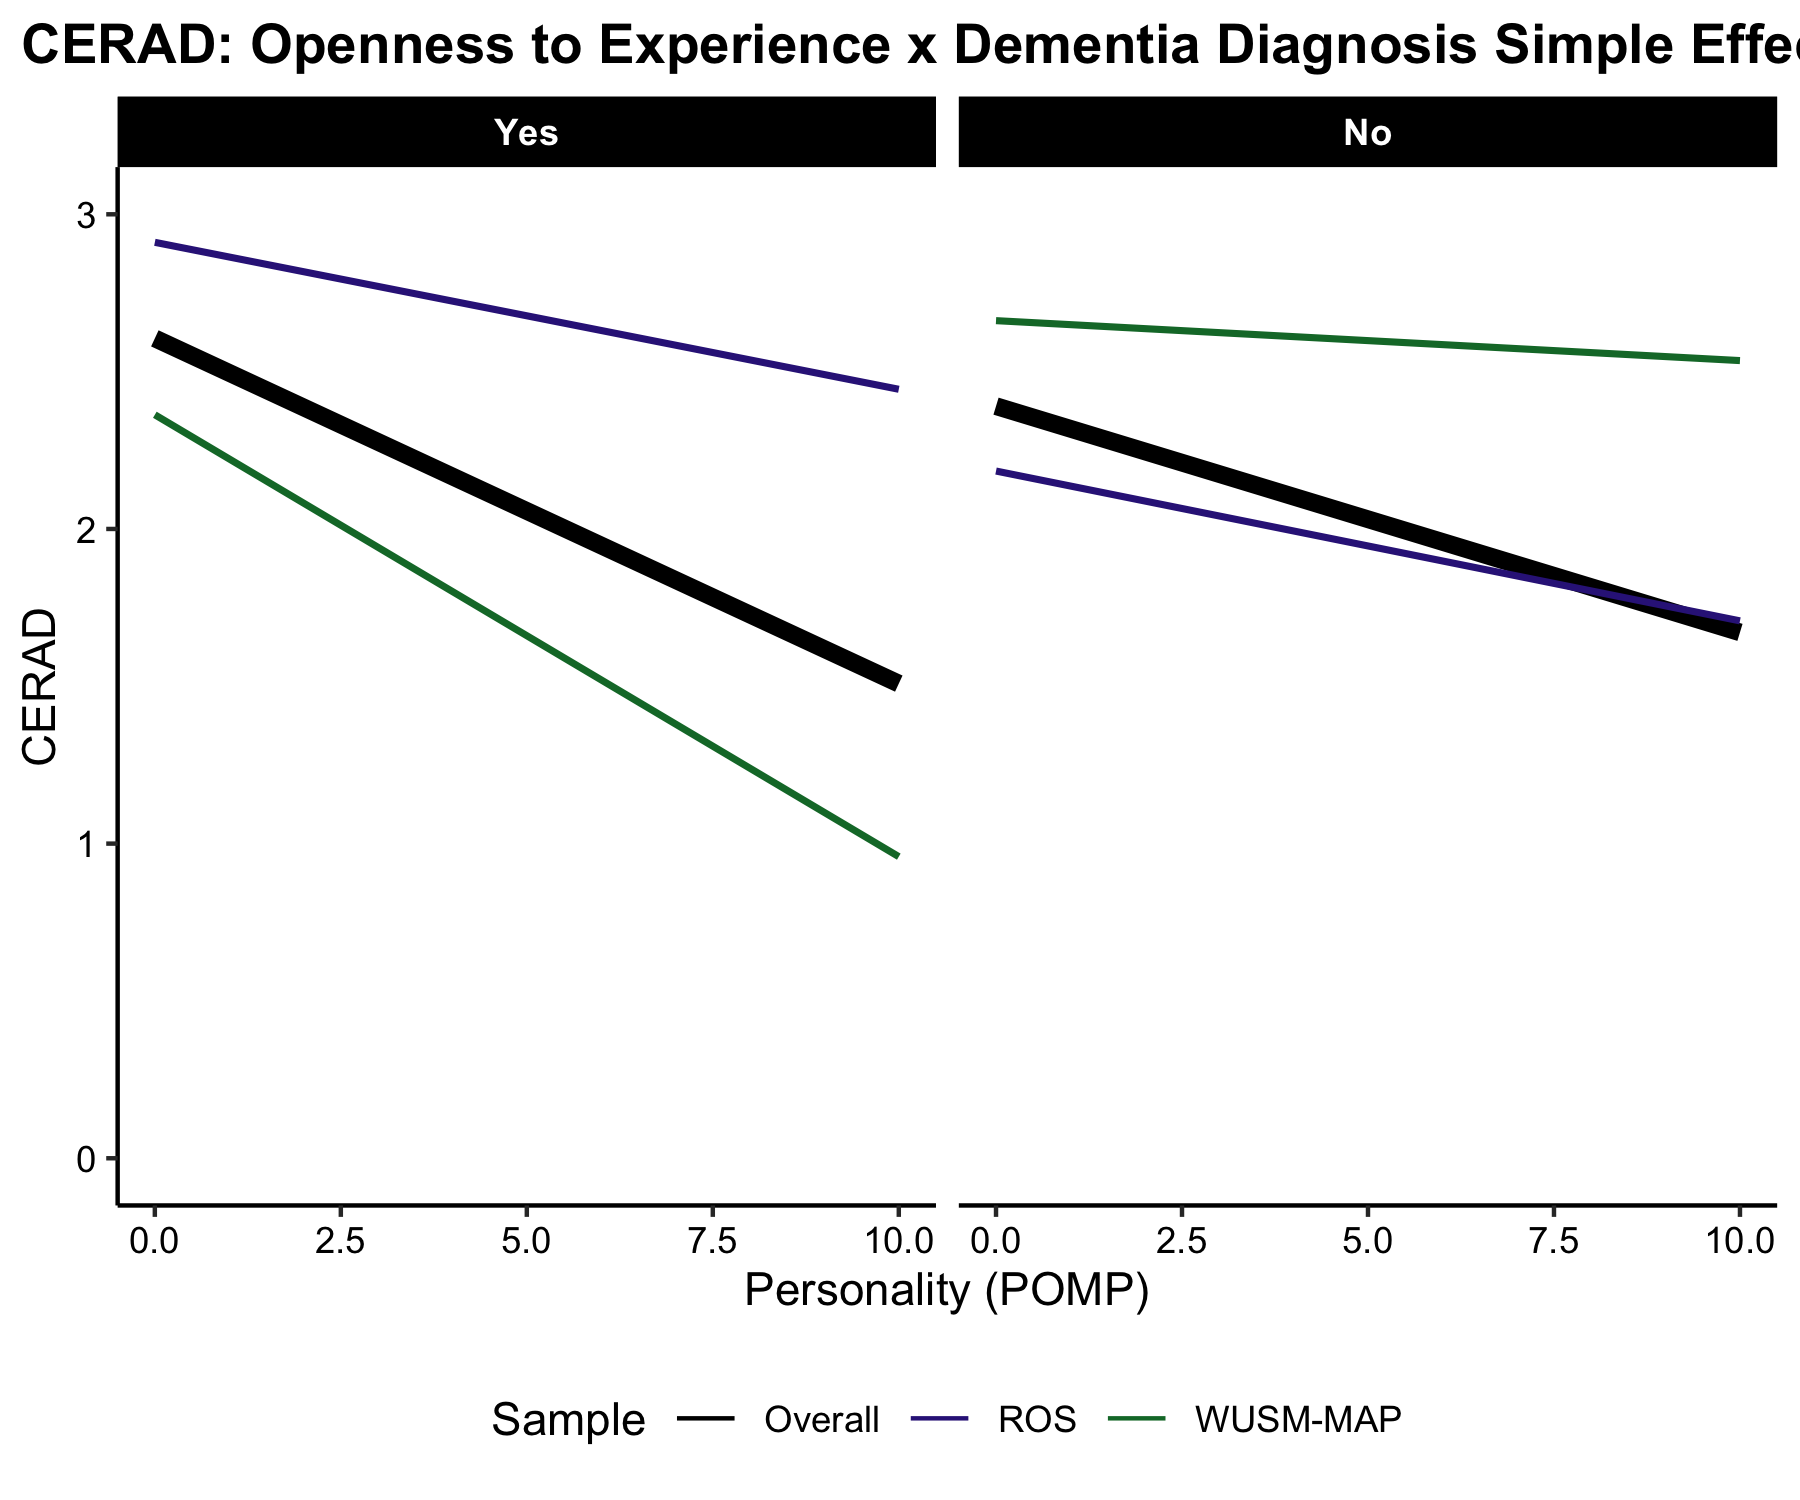 CERAD: Openness to Experience x Dementia Diagnosis Simple Effec
Yes
No
CERAD
3
2
1
0
0.0 2.5 5.0 7.5 10.0
0.0 2.5 5.0 7.5 10.0
Personality (POMP)
Sample Overall ROS WUSM-MAP